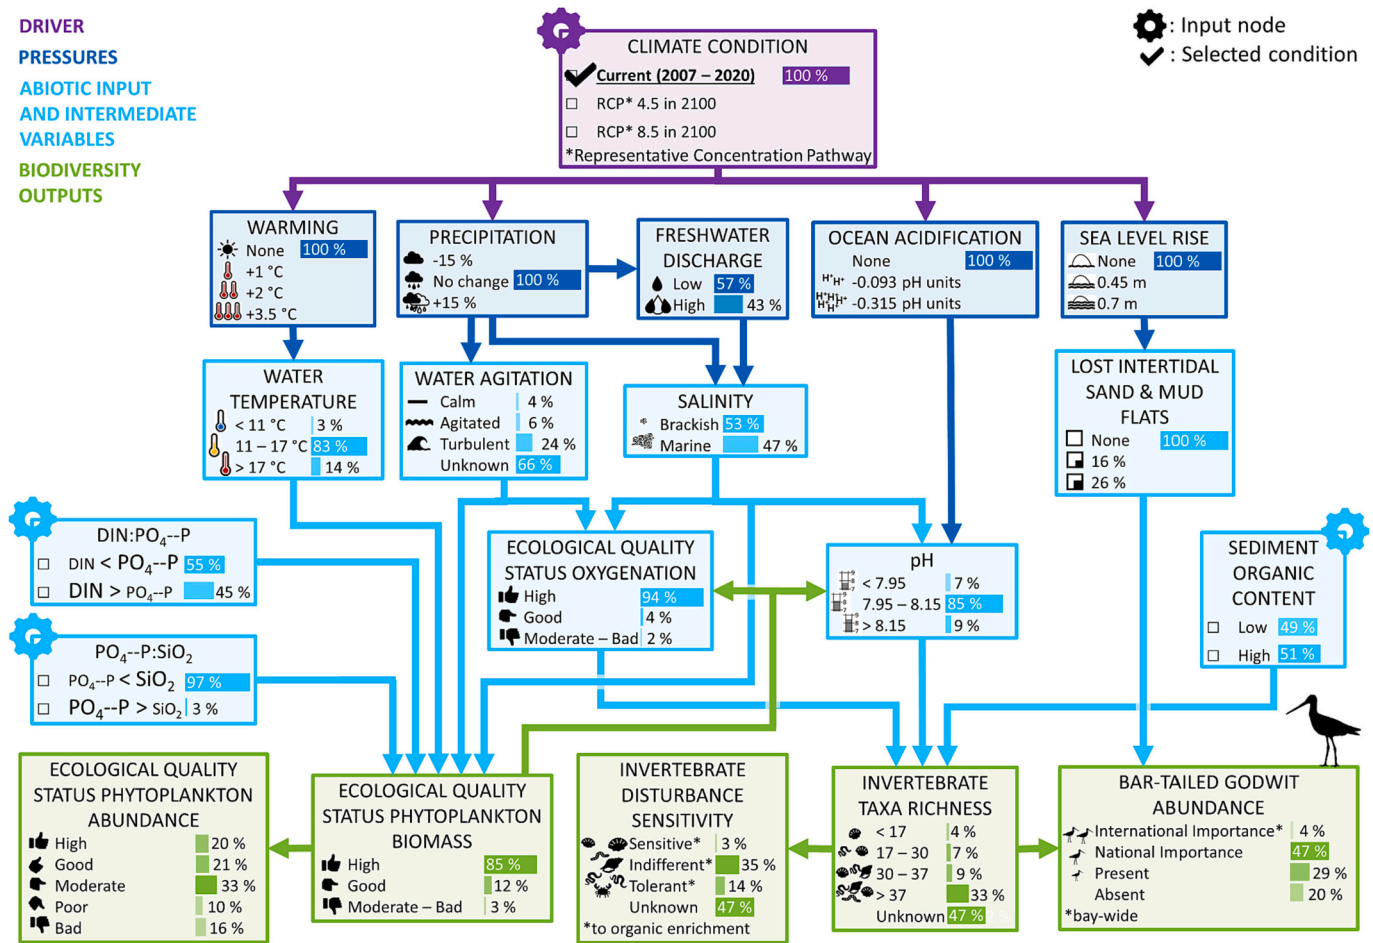 DRIVER
PRESSURES
ABIOTIC INPUT
AND INTERMEDIATE
VARIABLES
BIODIVERSITY
OUTPUTS
: Input node
: Selected condition
CLIMATE CONDITION
Current (2007 – 2020) 100 %
RCP* 4.5 in 2100
RCP* 8.5 in 2100
*Representative Concentration Pathway
WARMING
None 100 %
+1 °C
+2 °C
+3.5 °C
PRECIPITATION
-15 %
No change 100 %
+15 %
FRESHWATER
DISCHARGE
Low 57 %
High 43 %
OCEAN ACIDIFICATION
None 100 %
H⁺H⁺ -0.093 pH units
H⁺H⁺H⁺ H⁺H⁺ -0.315 pH units
SEA LEVEL RISE
None 100 %
0.45 m
0.7 m
WATER
TEMPERATURE
< 11 °C 3 %
11 – 17 °C 83 %
> 17 °C 14 %
WATER AGITATION
Calm 4 %
Agitated 6 %
Turbulent 24 %
Unknown 66 %
SALINITY
Brackish 53 %
Marine 47 %
LOST INTERTIDAL
SAND & MUD
FLATS
None 100 %
16 %
26 %
DIN:PO₄--P
DIN < PO₄--P 55 %
DIN > PO₄--P 45 %
ECOLOGICAL QUALITY
STATUS OXYGENATION
High 94 %
Good 4 %
Moderate – Bad 2 %
pH
< 7.95 7 %
7.95 – 8.15 85 %
> 8.15 9 %
SEDIMENT
ORGANIC
CONTENT
Low 49 %
High 51 %
PO₄--P:SiO₂
PO₄--P < SiO₂ 97 %
PO₄--P > SiO₂ 3 %
ECOLOGICAL QUALITY
STATUS PHYTOPLANKTON
ABUNDANCE
High 20 %
Good 21 %
Moderate 33 %
Poor 10 %
Bad 16 %
ECOLOGICAL QUALITY
STATUS PHYTOPLANKTON
BIOMASS
High 85 %
Good 12 %
Moderate – Bad 3 %
INVERTEBRATE
DISTURBANCE
SENSITIVITY
Sensitive* 3 %
Indifferent* 35 %
Tolerant* 14 %
Unknown 47 %
*to organic enrichment
INVERTEBRATE
TAXA RICHNESS
< 17 4 %
17 – 30 7 %
30 – 37 9 %
> 37 33 %
Unknown 47 %
BAR-TAILED GODWIT
ABUNDANCE
International Importance* 4 %
National Importance 47 %
Present 29 %
Absent 20 %
*bay-wide